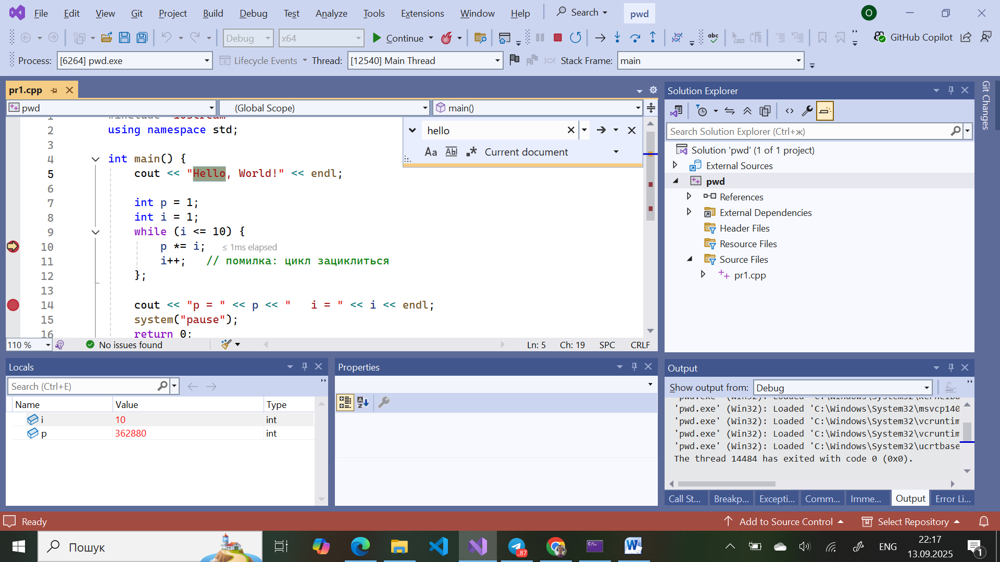 File Edit View Git Project Build Debug Test Analyze Tools Extensions Window Help Search pwd O
Debug x64 Continue abc GitHub Copilot
Process: [6264] pwd.exe Lifecycle Events Thread: [12540] Main Thread Stack Frame: main
pr1.cpp
pwd (Global Scope) main()
hello
Aa Abl .* Current document
2 using namespace std;
3
4 int main() {
5 cout << "Hello, World!" << endl;
6
7 int p = 1;
8 int i = 1;
9 while (i <= 10) {
10 p *= i; ≤ 1ms elapsed
11 i++; // помилка: цикл зациклиться
12 };
13
14 cout << "p = " << p << "   i = " << i << endl;
15 system("pause");
16 return 0;
110 % No issues found Ln: 5 Ch: 19 SPC CRLF
Solution Explorer
Search Solution Explorer (Ctrl+ж)
Solution 'pwd' (1 of 1 project)
External Sources
pwd
References
External Dependencies
Header Files
Resource Files
Source Files
pr1.cpp
Git Changes
Locals
Search (Ctrl+E)
Name Value Type
i 10 int
p 362880 int
Properties
Output
Show output from: Debug
'pwd.exe' (Win32): Loaded 'C:\Windows\System32\msvcp140
'pwd.exe' (Win32): Loaded 'C:\Windows\System32\vcruntim
'pwd.exe' (Win32): Loaded 'C:\Windows\System32\vcruntim
'pwd.exe' (Win32): Loaded 'C:\Windows\System32\ucrtbase
The thread 14484 has exited with code 0 (0x0).
Call St... Breakp... Excepti... Comm... Imme... Output Error Li...
Ready Add to Source Control Select Repository
Пошук ..87 ENG 22:17
13.09.2025 1